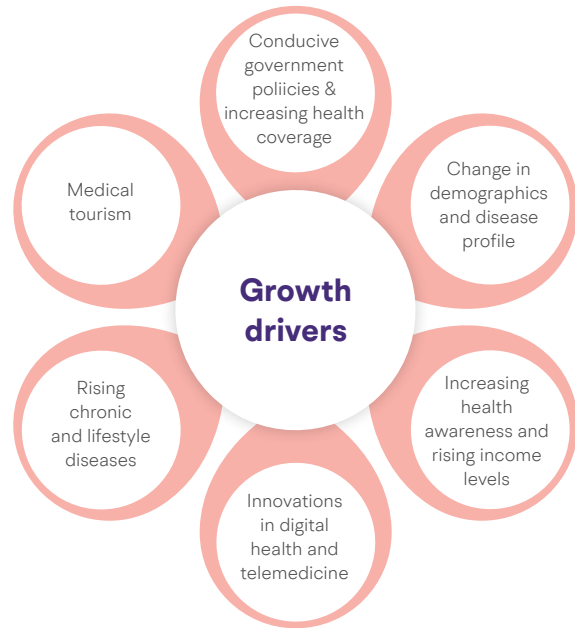 Conducive
government
poliicies &
increasing health
coverage
Change in
demographics
and disease
profile
Increasing
health
awareness and
rising income
levels
Innovations
in digital
health and
telemedicine
Rising
chronic
and lifestyle
diseases
Medical
tourism
Growth
drivers